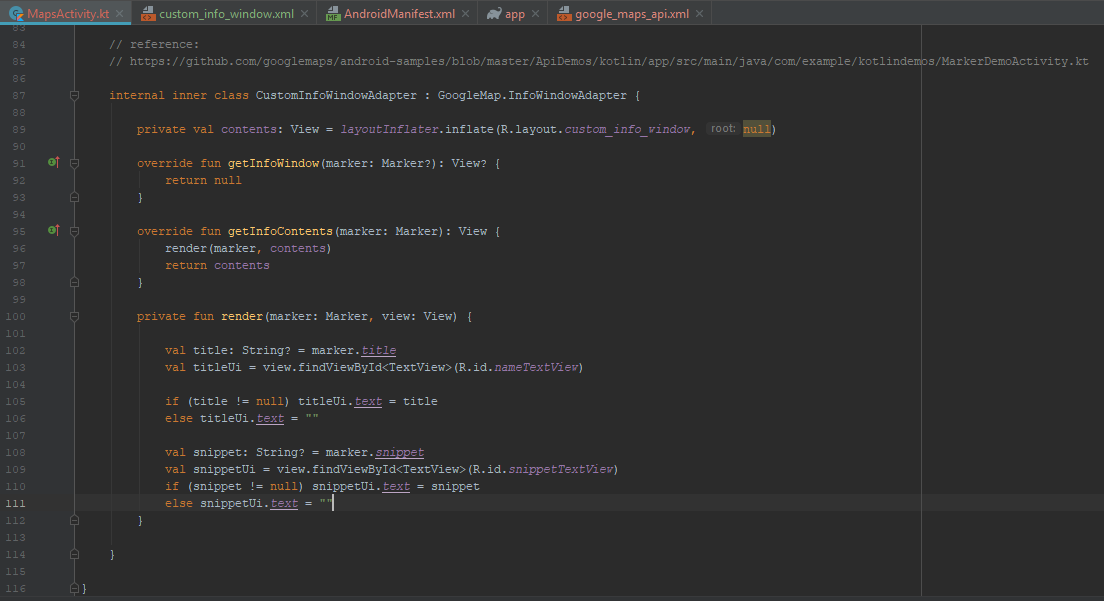 MapsActivity.kt custom_info_window.xml AndroidManifest.xml app google_maps_api.xml
83
84 // reference:
85 // https://github.com/googlemaps/android-samples/blob/master/ApiDemos/kotlin/app/src/main/java/com/example/kotlindemos/MarkerDemoActivity.kt
86
87 internal inner class CustomInfoWindowAdapter : GoogleMap.InfoWindowAdapter {
88
89 private val contents: View = layoutInflater.inflate(R.layout.custom_info_window, root: null)
90
91 override fun getInfoWindow(marker: Marker?): View? {
92 return null
93 }
94
95 override fun getInfoContents(marker: Marker): View {
96 render(marker, contents)
97 return contents
98 }
99
100 private fun render(marker: Marker, view: View) {
101
102 val title: String? = marker.title
103 val titleUi = view.findViewById<TextView>(R.id.nameTextView)
104
105 if (title != null) titleUi.text = title
106 else titleUi.text = ""
107
108 val snippet: String? = marker.snippet
109 val snippetUi = view.findViewById<TextView>(R.id.snippetTextView)
110 if (snippet != null) snippetUi.text = snippet
111 else snippetUi.text = ""
112 }
113
114 }
115
116 }